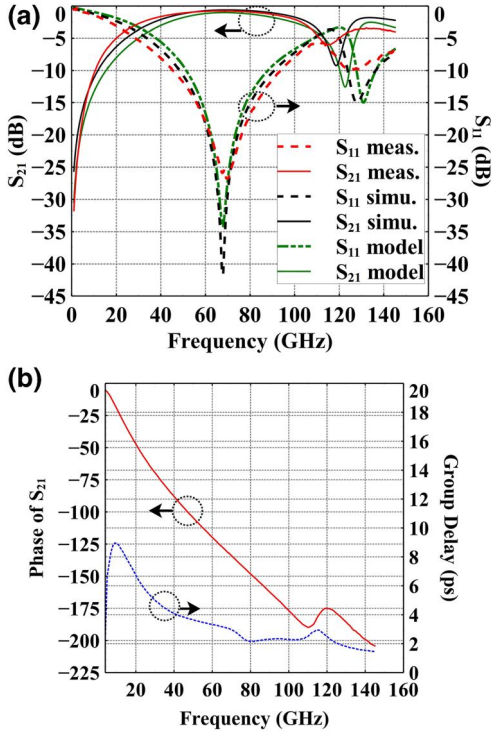 (a)
0
−5
−10
−15
−20
−25
−30
−35
−40
−45
S21 (dB)
0
−5
−10
−15
−20
−25
−30
−35
−40
−45
S11 (dB)
S11 meas.
S21 meas.
S11 simu.
S21 simu.
S11 model
S21 model
0 20 40 60 80 100 120 140 160
Frequency (GHz)
(b)
0
−25
−50
−75
−100
−125
−150
−175
−200
−225
Phase of S21
20
18
16
14
12
10
8
6
4
2
0
Group Delay (ps)
20 40 60 80 100 120 140 160
Frequency (GHz)